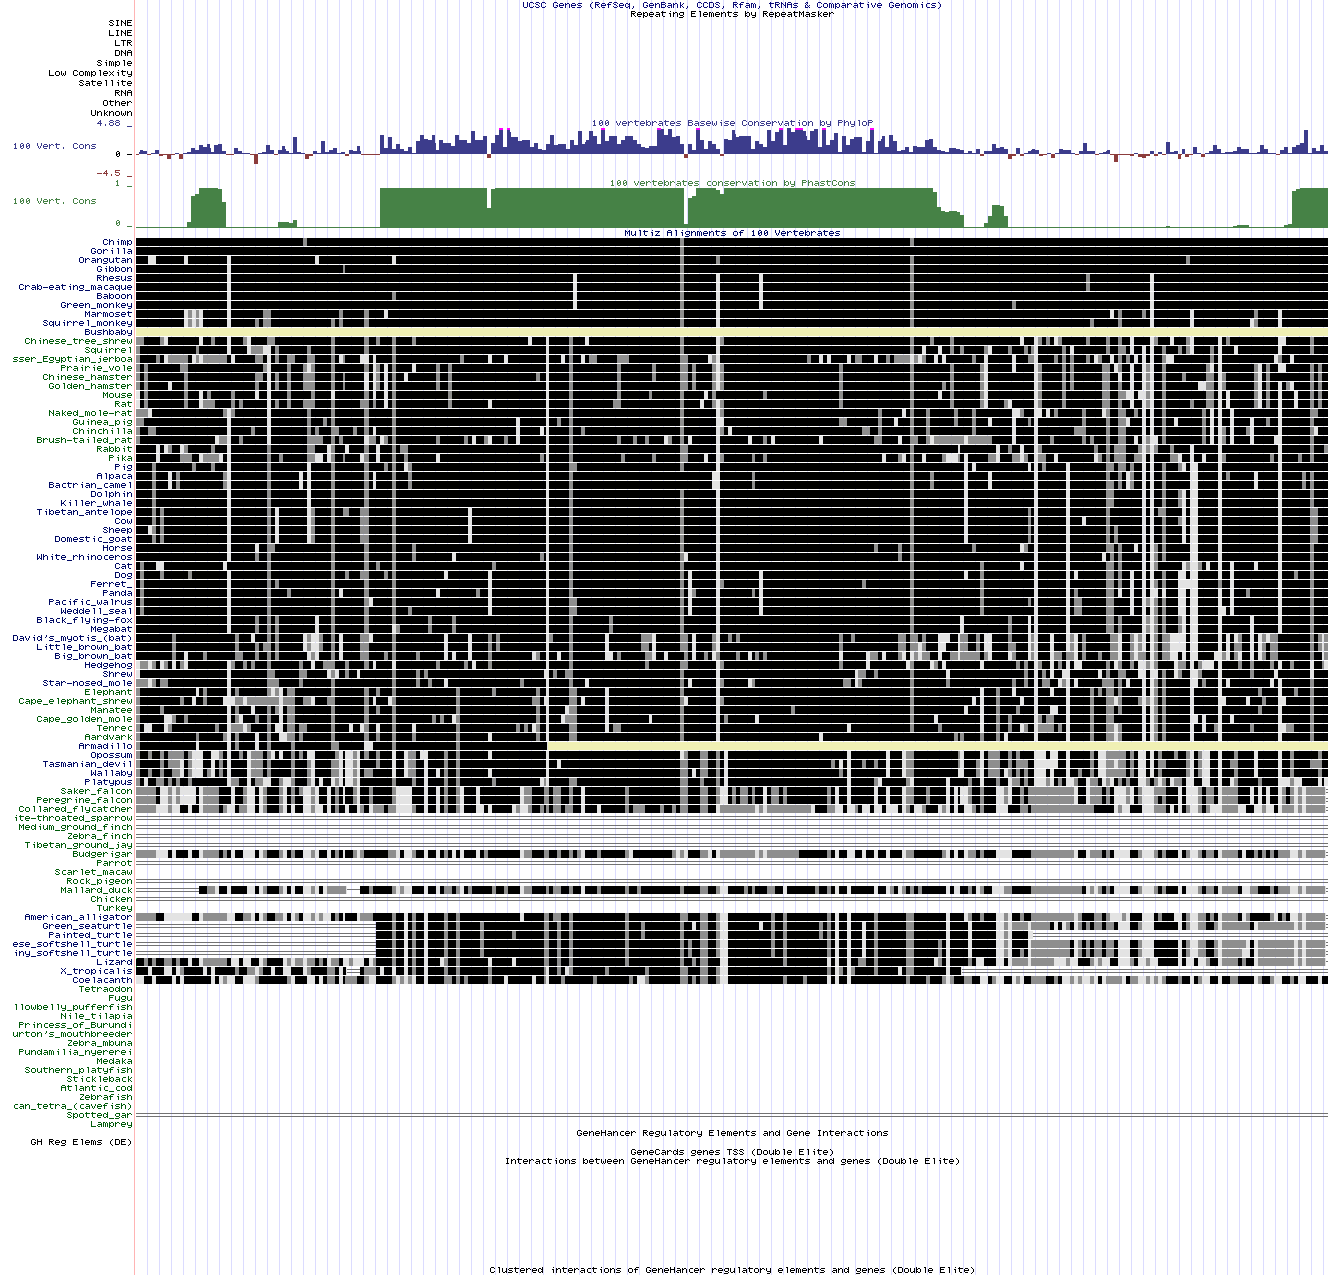 UCSC Genes (RefSeq, GenBank, CCDS, Rfam, tRNAs & Comparative Genomics)
Repeating Elements by RepeatMasker
SINE
LINE
LTR
DNA
Simple
Low Complexity
Satellite
RNA
Other
Unknown
100 vertebrates Basewise Conservation by PhyloP
4.88 _
100 Vert. Cons
0 _
-4.5 _
100 vertebrates conservation by PhastCons
1 _
100 Vert. Cons
0 _
Multiz Alignments of 100 Vertebrates
Chimp
Gorilla
Orangutan
Gibbon
Rhesus
Crab-eating_macaque
Baboon
Green_monkey
Marmoset
Squirrel_monkey
Bushbaby
Chinese_tree_shrew
Squirrel
sser_Egyptian_jerboa
Prairie_vole
Chinese_hamster
Golden_hamster
Mouse
Rat
Naked_mole-rat
Guinea_pig
Chinchilla
Brush-tailed_rat
Rabbit
Pika
Pig
Alpaca
Bactrian_camel
Dolphin
Killer_whale
Tibetan_antelope
Cow
Sheep
Domestic_goat
Horse
White_rhinoceros
Cat
Dog
Ferret_
Panda
Pacific_walrus
Weddell_seal
Black_flying-fox
Megabat
David's_myotis_(bat)
Little_brown_bat
Big_brown_bat
Hedgehog
Shrew
Star-nosed_mole
Elephant
Cape_elephant_shrew
Manatee
Cape_golden_mole
Tenrec
Aardvark
Armadillo
Opossum
Tasmanian_devil
Wallaby
Platypus
Saker_falcon
Peregrine_falcon
Collared_flycatcher
ite-throated_sparrow
Medium_ground_finch
Zebra_finch
Tibetan_ground_jay
Budgerigar
Parrot
Scarlet_macaw
Rock_pigeon
Mallard_duck
Chicken
Turkey
American_alligator
Green_seaturtle
Painted_turtle
ese_softshell_turtle
iny_softshell_turtle
Lizard
X_tropicalis
Coelacanth
Tetraodon
Fugu
llowbelly_pufferfish
Nile_tilapia
Princess_of_Burundi
urton's_mouthbreeder
Zebra_mbuna
Pundamilia_nyererei
Medaka
Southern_platyfish
Stickleback
Atlantic_cod
Zebrafish
can_tetra_(cavefish)
Spotted_gar
Lamprey
GeneHancer Regulatory Elements and Gene Interactions
GH Reg Elems (DE)
GeneCards genes TSS (Double Elite)
Interactions between GeneHancer regulatory elements and genes (Double Elite)
Clustered interactions of GeneHancer regulatory elements and genes (Double Elite)